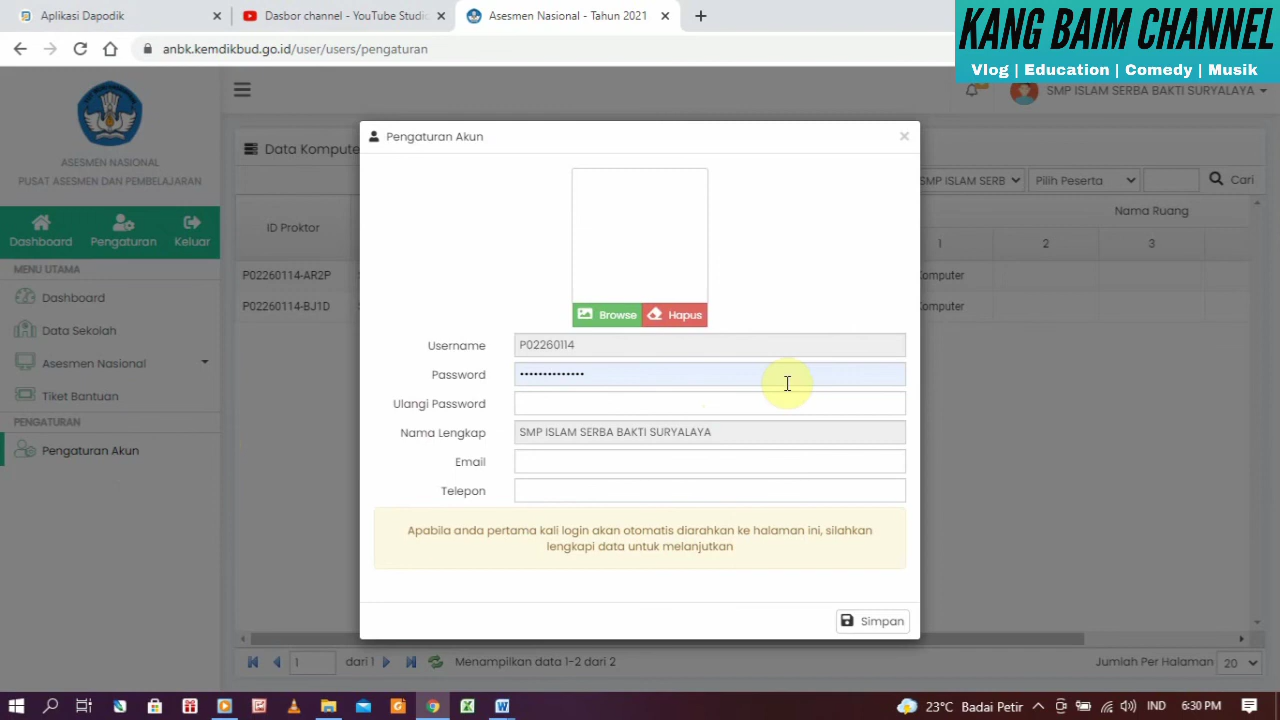 Aplikasi Dapodik
Dasbor channel - YouTube Studio
Asesmen Nasional - Tahun 2021
anbk.kemdikbud.go.id/user/users/pengaturan
KANG BAIM CHANNEL
Vlog | Education | Comedy | Musik
SMP ISLAM SERBA BAKTI SURYALAYA
ASESMEN NASIONAL
PUSAT ASESMEN DAN PEMBELAJARAN
Dashboard
Pengaturan
Keluar
MENU UTAMA
Dashboard
Data Sekolah
Asesmen Nasional
Tiket Bantuan
PENGATURAN
Pengaturan Akun
Data Kompute
SMP ISLAM SERB
Pilih Peserta
Cari
ID Proktor
Nama Ruang
1
2
3
P02260114-AR2P
Computer
P02260114-BJ1D
Computer
Pengaturan Akun
Browse
Hapus
Username
P02260114
Password
••••••••••••••
Ulangi Password
Nama Lengkap
SMP ISLAM SERBA BAKTI SURYALAYA
Email
Telepon
Apabila anda pertama kali login akan otomatis diarahkan ke halaman ini, silahkan
lengkapi data untuk melanjutkan
Simpan
1
dari 1
Menampilkan data 1-2 dari 2
Jumlah Per Halaman
20
23°C
Badai Petir
IND
6:30 PM